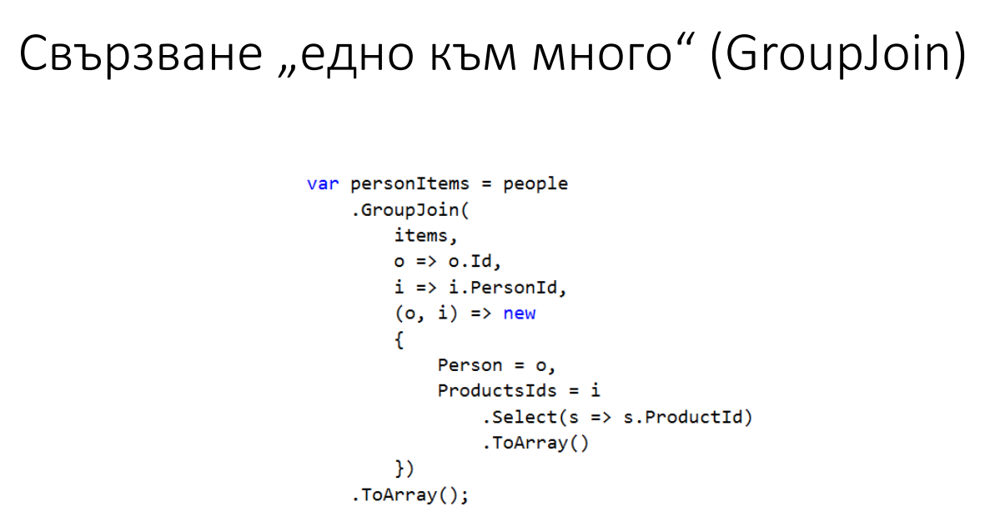 Свързване „едно към много“ (GroupJoin)
var personItems = people
    .GroupJoin(
        items,
        o => o.Id,
        i => i.PersonId,
        (o, i) => new
        {
            Person = o,
            ProductsIds = i
                .Select(s => s.ProductId)
                .ToArray()
        })
    .ToArray();